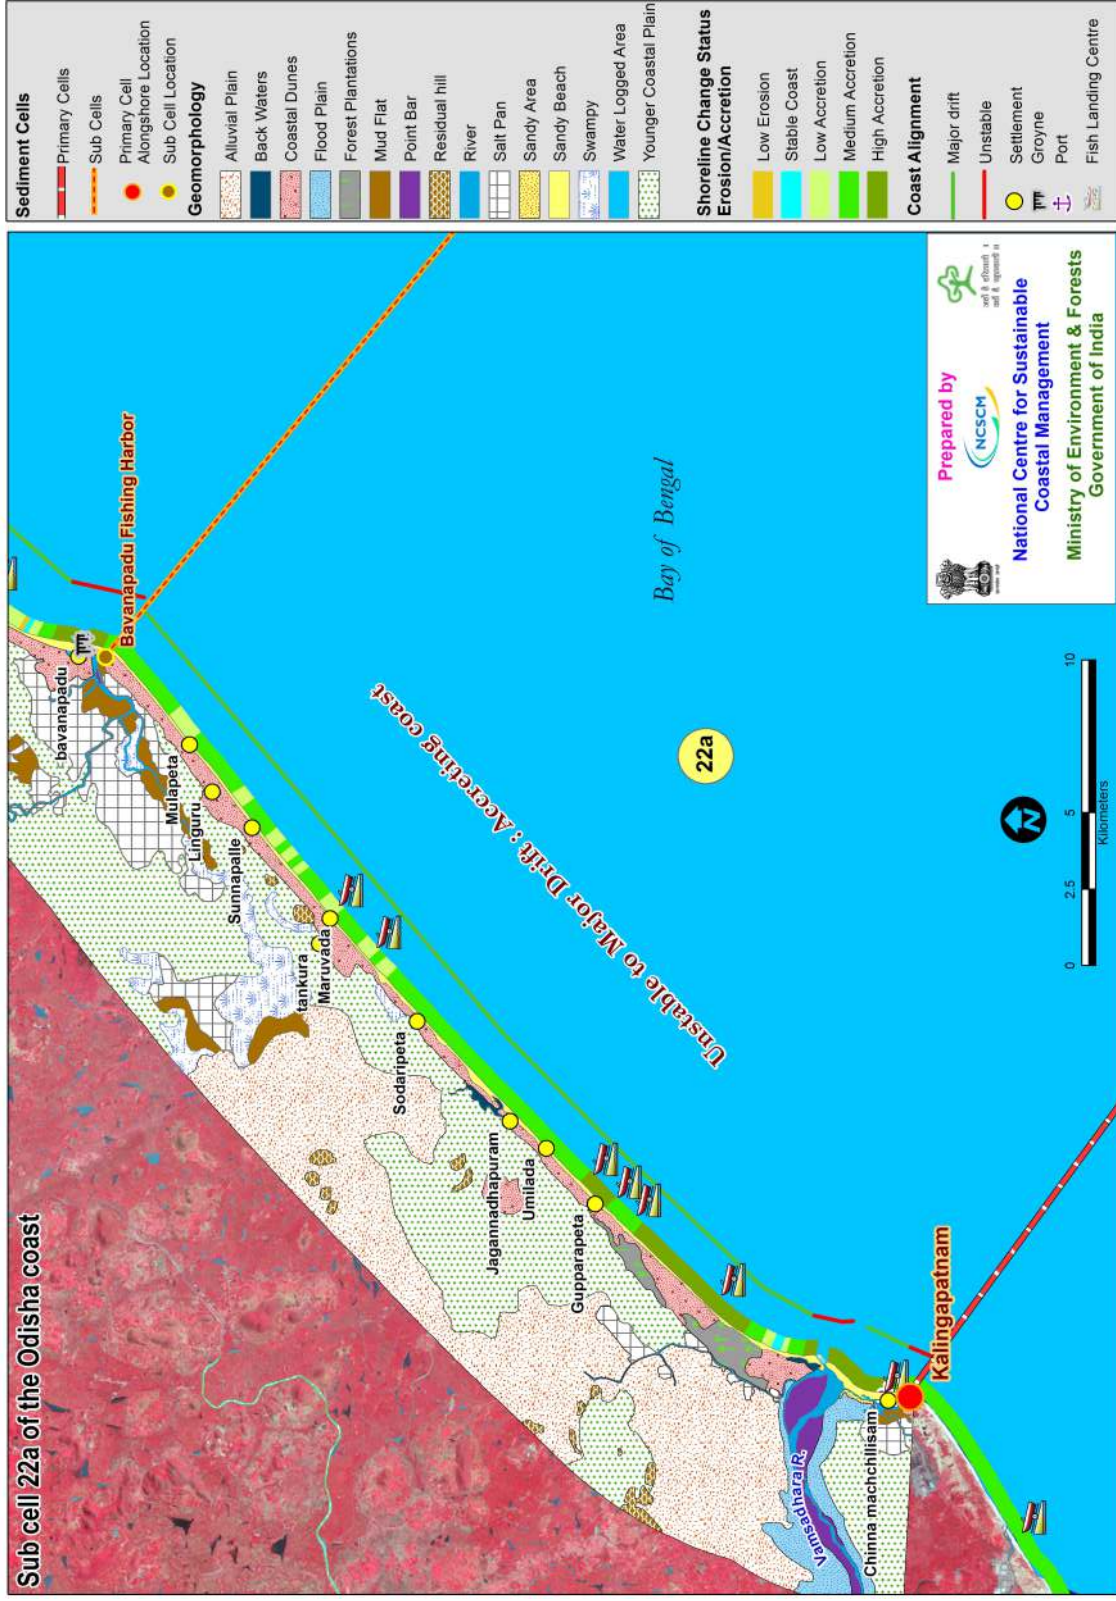 Sub cell 22a of the Odisha coast
bavanapadu
Bavanapadu Fishing Harbor
Mulapeta
Linguru
Sunnapalle
tankura
Maruvada
Sodaripeta
Jagannadhapuram
Umilada
Gupparapeta
Vamsadhara R.
Chinna machchilisam
Kalingapatnam
Unstable to Major Drift : Accreting coast
22a
Bay of Bengal
N
0 2.5 5 10
Kilometers
Prepared by
NCSCM
National Centre for Sustainable
Coastal Management
Ministry of Environment & Forests
Government of India
Sediment Cells
Primary Cells
Sub Cells
Primary Cell
Alongshore Location
Sub Cell Location
Geomorphology
Alluvial Plain
Back Waters
Coastal Dunes
Flood Plain
Forest Plantations
Mud Flat
Point Bar
Residual hill
River
Salt Pan
Sandy Area
Sandy Beach
Swampy
Water Logged Area
Younger Coastal Plain
Shoreline Change Status
Erosion/Accretion
Low Erosion
Stable Coast
Low Accretion
Medium Accretion
High Accretion
Coast Alignment
Major drift
Unstable
Settlement
Groyne
Port
Fish Landing Centre